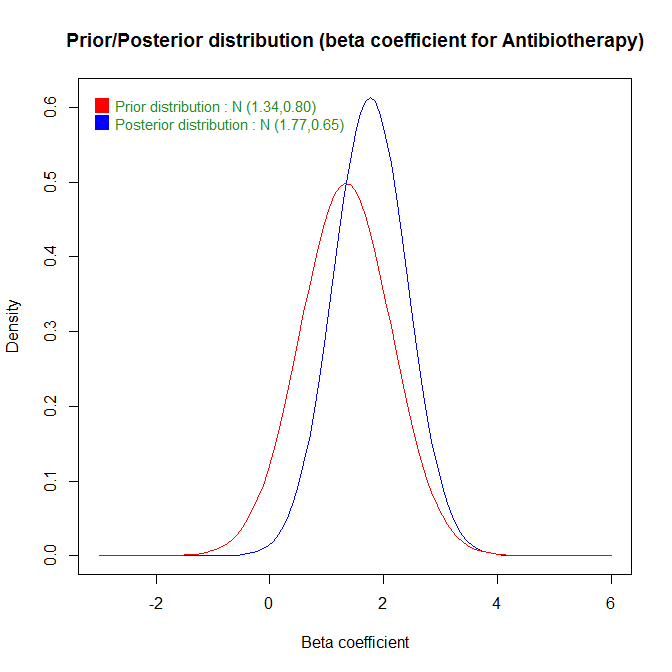 Prior/Posterior distribution (beta coefficient for Antibiotherapy)
Prior distribution : N (1.34,0.80)
Posterior distribution : N (1.77,0.65)
0.6
0.5
0.4
0.3
0.2
0.1
0.0
Density
-2 0 2 4 6
Beta coefficient